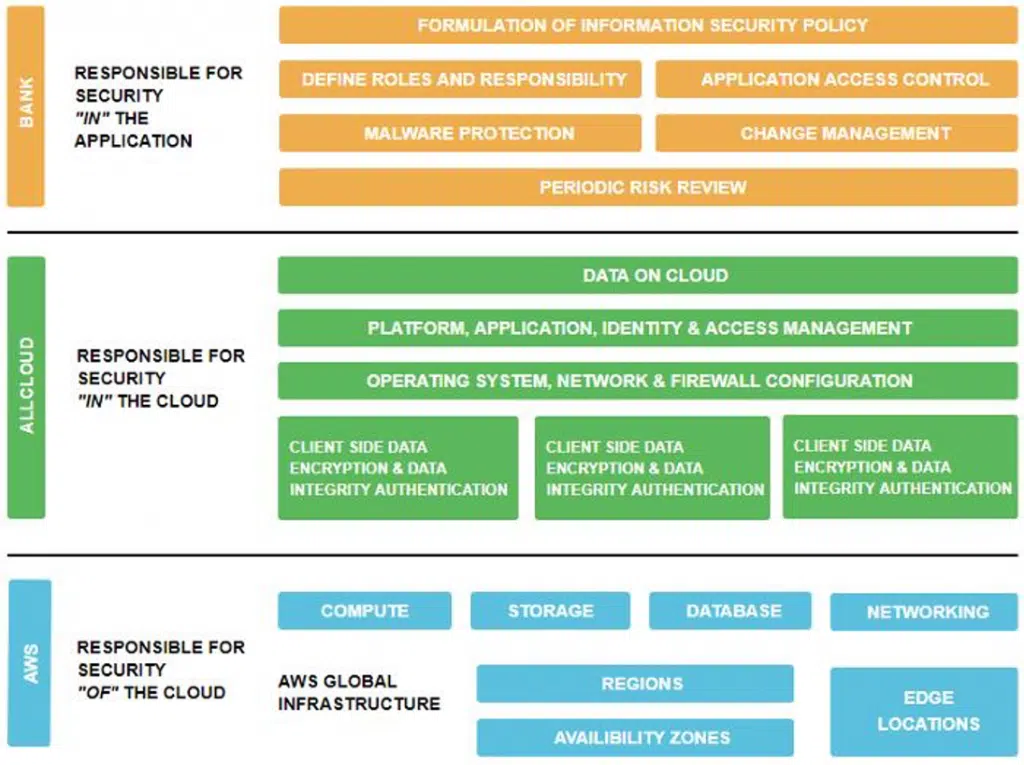 BANK
RESPONSIBLE FOR
SECURITY
"IN" THE
APPLICATION
FORMULATION OF INFORMATION SECURITY POLICY
DEFINE ROLES AND RESPONSIBILITY
APPLICATION ACCESS CONTROL
MALWARE PROTECTION
CHANGE MANAGEMENT
PERIODIC RISK REVIEW
ALLCLOUD
RESPONSIBLE FOR
SECURITY
"IN" THE CLOUD
DATA ON CLOUD
PLATFORM, APPLICATION, IDENTITY & ACCESS MANAGEMENT
OPERATING SYSTEM, NETWORK & FIREWALL CONFIGURATION
CLIENT SIDE DATA
ENCRYPTION & DATA
INTEGRITY AUTHENTICATION
CLIENT SIDE DATA
ENCRYPTION & DATA
INTEGRITY AUTHENTICATION
CLIENT SIDE DATA
ENCRYPTION & DATA
INTEGRITY AUTHENTICATION
AWS
RESPONSIBLE FOR
SECURITY
"OF" THE CLOUD
COMPUTE
STORAGE
DATABASE
NETWORKING
AWS GLOBAL
INFRASTRUCTURE
REGIONS
AVAILIBILITY ZONES
EDGE
LOCATIONS